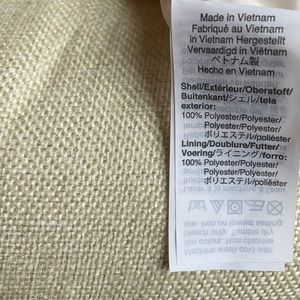 Made in Vietnam
Fabriqué au Vietnam
in Vietnam Hergestellt
Vervaardigd in Vietnam
ベトナム製
Hecho en Vietnam
Shell/Extérieur/Oberstoff/
Buitenkant/シェル/tela
exterior:
100% Polyester/Polyester/
Polyester/Polyester/
ポリエステル/poliéster
Lining/Doublure/Futter/
Voering/ライニング/forro:
100% Polyester/Polyester/
Polyester/Polyester/
ポリエステル/poliéster